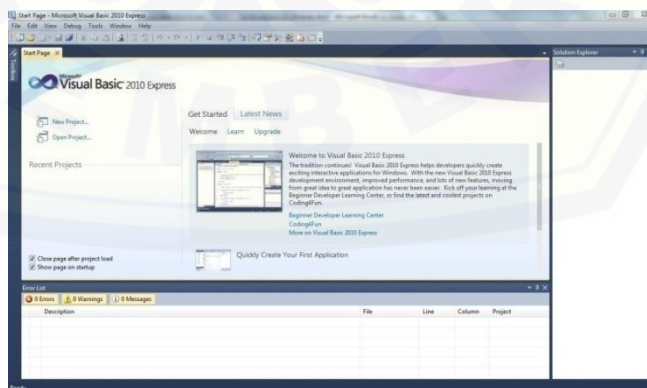 Start Page - Microsoft Visual Basic 2010 Express
File Edit View Debug Tools Window Help
Start Page
Solution Explorer
Toolbox
Microsoft
Visual Basic 2010 Express
New Project...
Open Project...
Recent Projects
Close page after project load
Show page on startup
Get Started Latest News
Welcome Learn Upgrade
Welcome to Visual Basic 2010 Express
The tradition continues! Visual Basic 2010 Express helps developers quickly create
exciting interactive applications for Windows. With the new Visual Basic 2010 Express
development environment, improved performance, and lots of new features, moving
from great idea to great application has never been easier. Kick off your learning at the
Beginner Developer Learning Center, or find the latest and coolest projects on
Coding4Fun.
Beginner Developer Learning Center
Coding4Fun
More on Visual Basic 2010 Express
Quickly Create Your First Application
Error List
0 Errors 0 Warnings 0 Messages
Description File Line Column Project
Ready